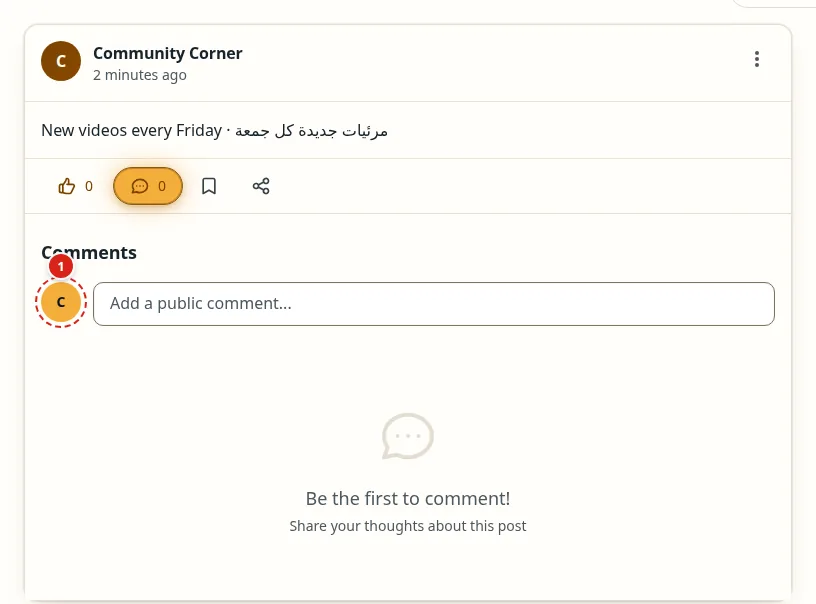 C
Community Corner
2 minutes ago
New videos every Friday · مرئيات جديدة كل جمعة
0
0
Comments
1
C
Add a public comment...
Be the first to comment!
Share your thoughts about this post